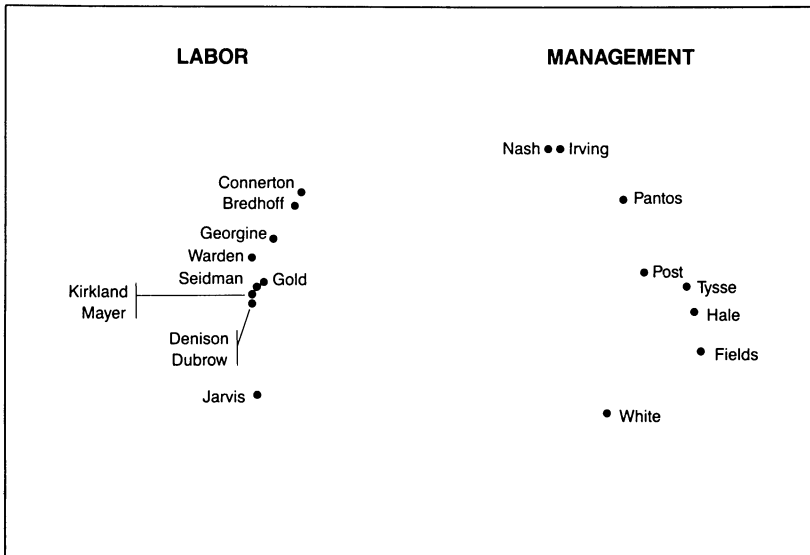 LABOR
MANAGEMENT
Nash
Irving
Connerton
Bredhoff
Pantos
Georgine
Warden
Seidman
Gold
Post
Tysse
Kirkland
Mayer
Hale
Denison
Dubrow
Fields
Jarvis
White